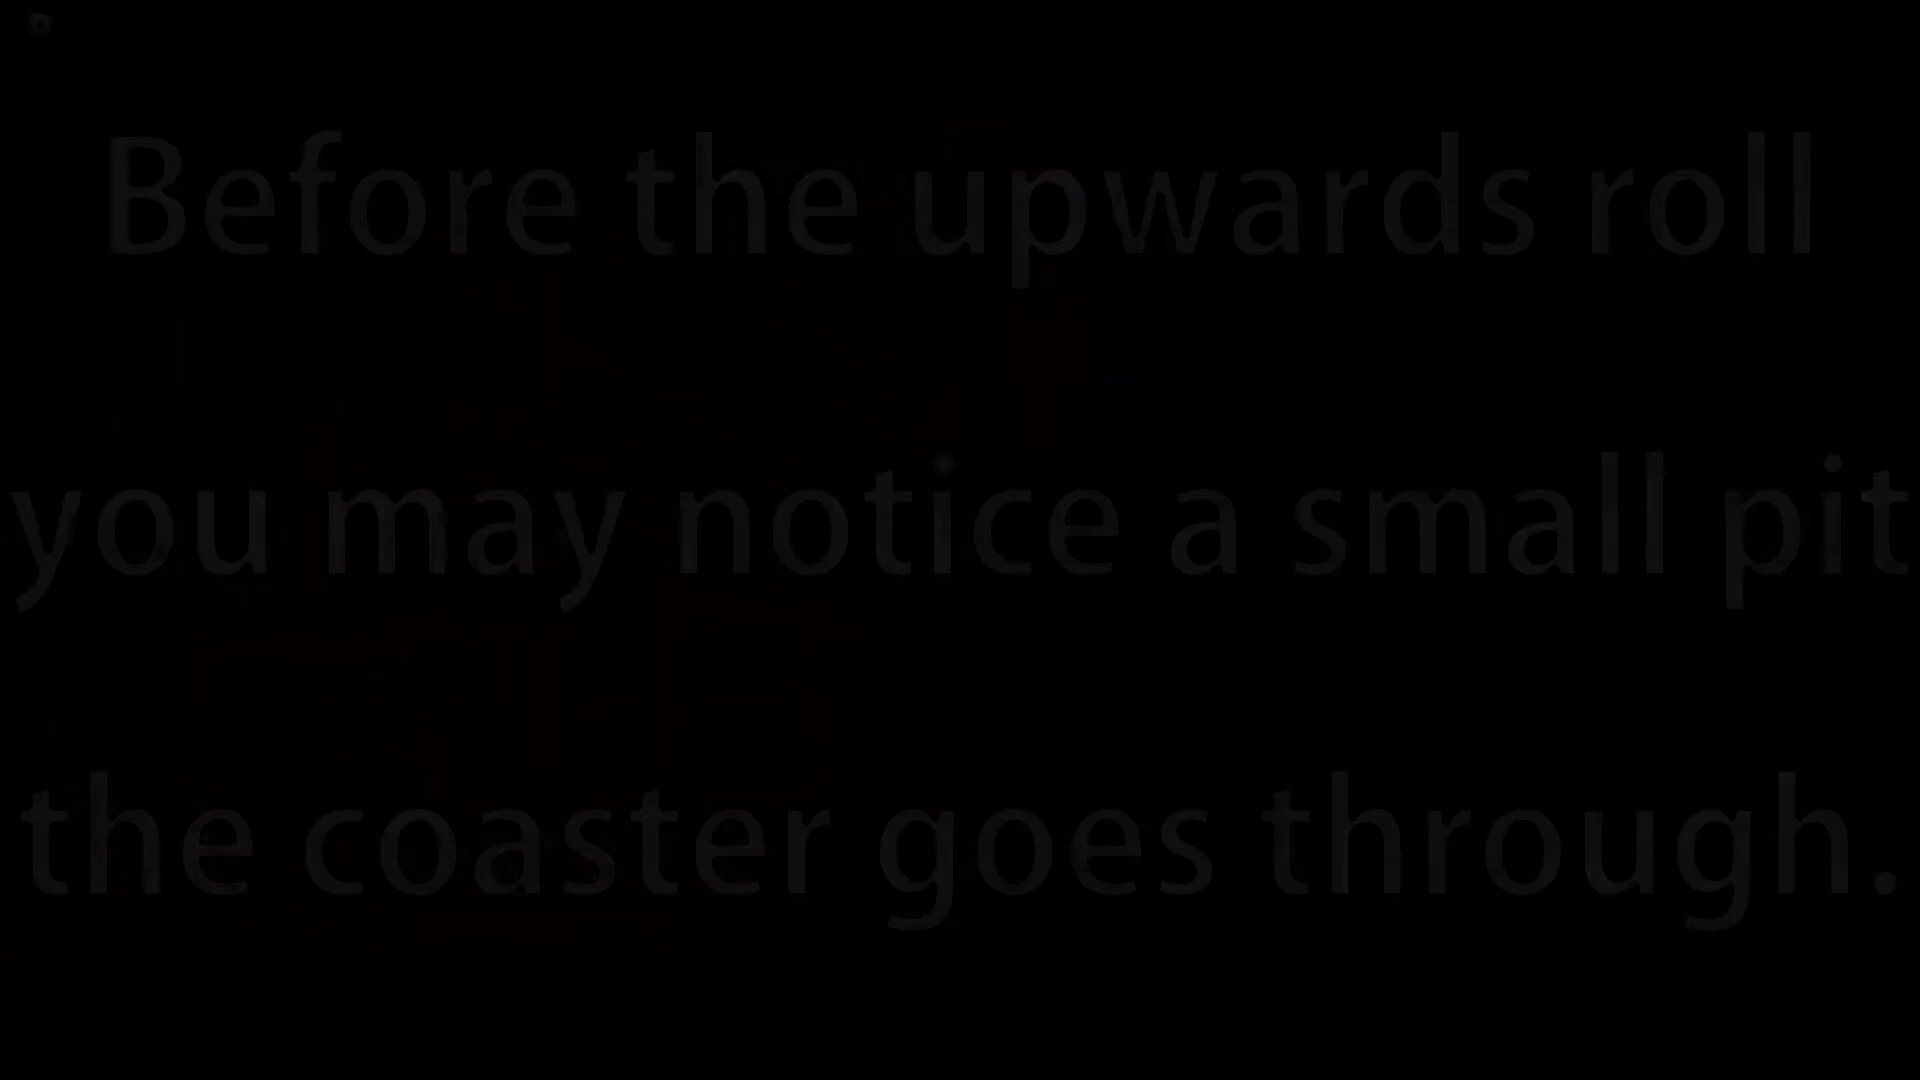 Before the upwards roll
you may notice a small pit
the coaster goes through.